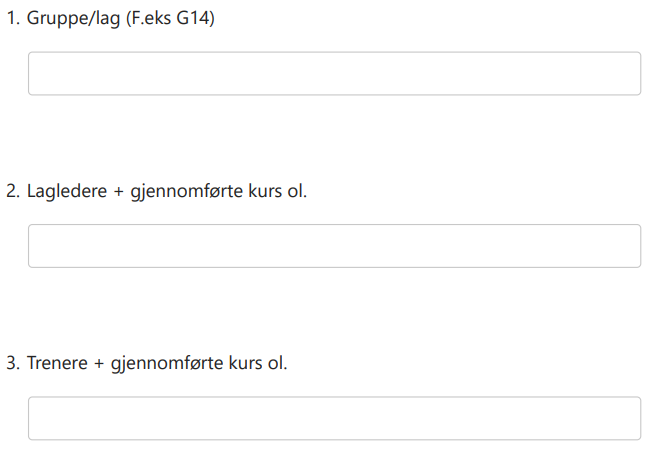 1. Gruppe/lag (F.eks G14)
2. Lagledere + gjennomførte kurs ol.
3. Trenere + gjennomførte kurs ol.